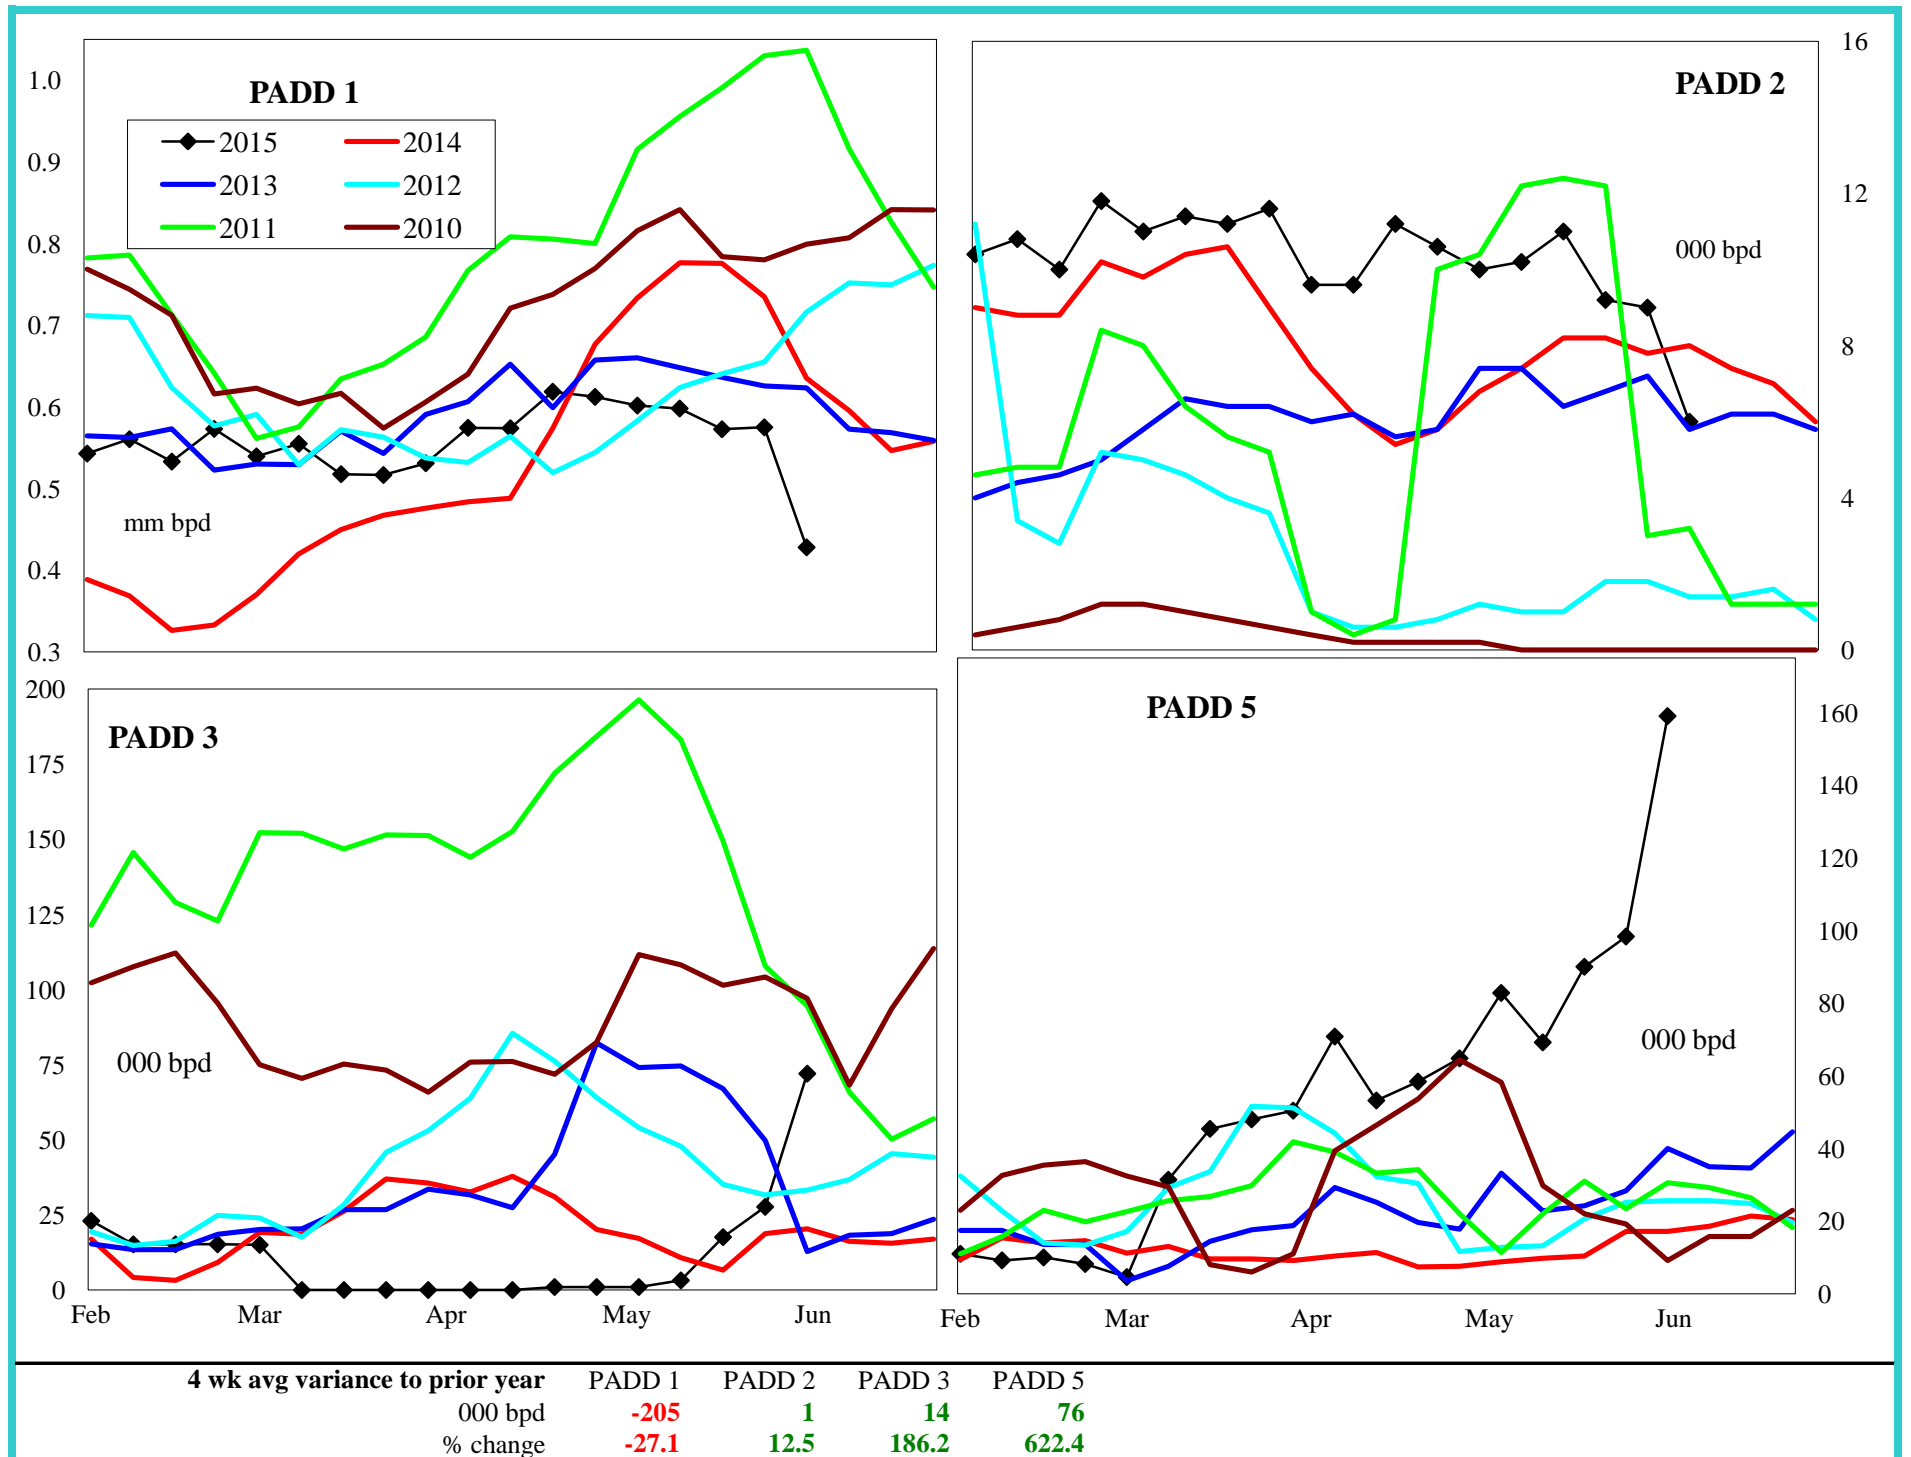 PADD 1
1.0
0.9
0.8
0.7
0.6
0.5
0.4
0.3
2015 2014
2013 2012
2011 2010
mm bpd
PADD 2
000 bpd
16
12
8
4
0
PADD 3
200
175
150
125
100
75
50
25
0
000 bpd
Feb Mar Apr May Jun
PADD 5
000 bpd
160
140
120
100
80
60
40
20
0
Feb Mar Apr May Jun
4 wk avg variance to prior year PADD 1 PADD 2 PADD 3 PADD 5
000 bpd -205 1 14 76
% change -27.1 12.5 186.2 622.4